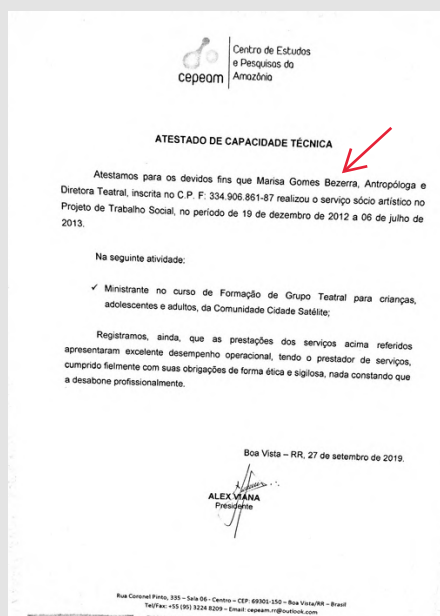 cepeam
Centro de Estudos
e Pesquisas da
Amazônia
ATESTADO DE CAPACIDADE TÉCNICA
Atestamos para os devidos fins que Marisa Gomes Bezerra, Antropóloga e
Diretora Teatral, inscrita no C.P. F: 334.906.861-87 realizou o serviço sócio artístico no
Projeto de Trabalho Social, no período de 19 de dezembro de 2012 a 06 de julho de
2013.
Na seguinte atividade:
✓ Ministrante no curso de Formação de Grupo Teatral para crianças,
adolescentes e adultos, da Comunidade Cidade Satélite;
Registramos, ainda, que as prestações dos serviços acima referidos
apresentaram excelente desempenho operacional, tendo o prestador de serviços,
cumprido fielmente com suas obrigações de forma ética e sigilosa, nada constando que
a desabone profissionalmente.
Boa Vista – RR, 27 de setembro de 2019.
ALEX VIANA
Presidente
Rua Coronel Pinto, 335 – Sala 06 - Centro – CEP: 69301-150 – Boa Vista/RR – Brasil
Tel/Fax: +55 (95) 3224 8209 – Email: cepeam.rr@outlook.com